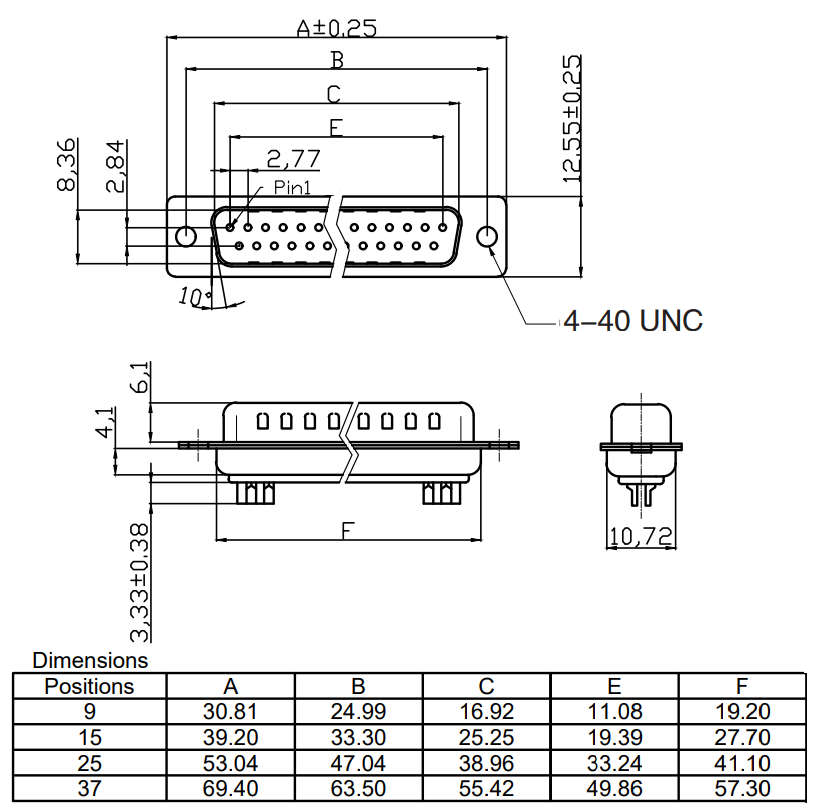 A±0,25
B
C
E
2,77
Pin1
8,36
2,84
12,55±0,25
10°
4–40 UNC
6,1
4,1
3,33±0,38
F
10,72
Dimensions
Positions A B C E F
9 30.81 24.99 16.92 11.08 19.20
15 39.20 33.30 25.25 19.39 27.70
25 53.04 47.04 38.96 33.24 41.10
37 69.40 63.50 55.42 49.86 57.30